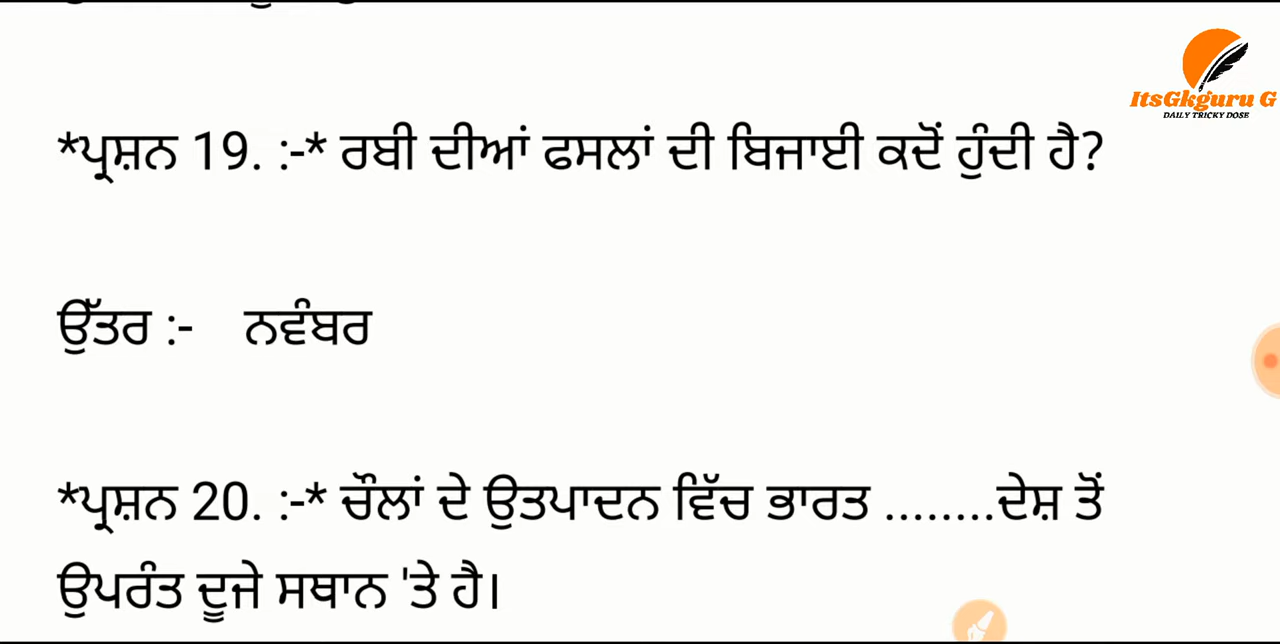 ItsGkguru G
DAILY TRICKY DOSE
*ਪ੍ਰਸ਼ਨ 19. :-* ਰਬੀ ਦੀਆਂ ਫਸਲਾਂ ਦੀ ਬਿਜਾਈ ਕਦੋਂ ਹੁੰਦੀ ਹੈ?
ਉੱਤਰ :- ਨਵੰਬਰ
*ਪ੍ਰਸ਼ਨ 20. :-* ਚੌਲਾਂ ਦੇ ਉਤਪਾਦਨ ਵਿੱਚ ਭਾਰਤ ........ਦੇਸ਼ ਤੋਂ
ਉਪਰੰਤ ਦੂਜੇ ਸਥਾਨ 'ਤੇ ਹੈ।